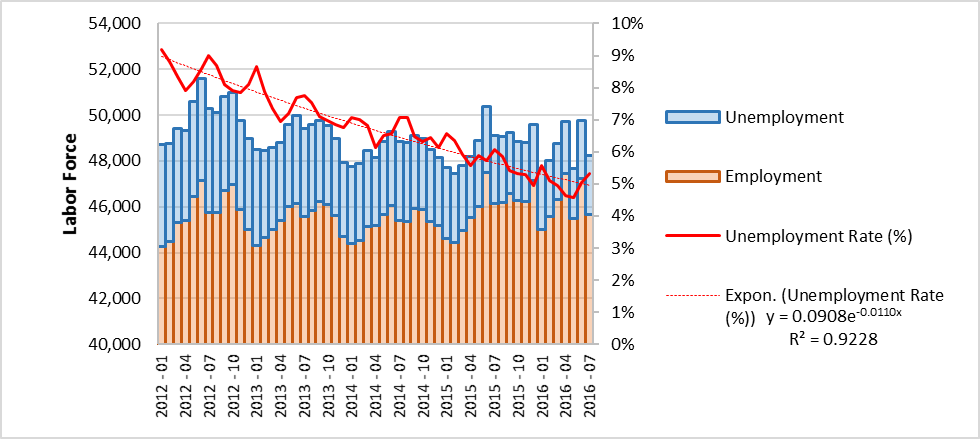 54,000
52,000
50,000
48,000
46,000
44,000
42,000
40,000
Labor Force
10%
9%
8%
7%
6%
5%
4%
3%
2%
1%
0%
2012 - 01
2012 - 04
2012 - 07
2012 - 10
2013 - 01
2013 - 04
2013 - 07
2013 - 10
2014 - 01
2014 - 04
2014 - 07
2014 - 10
2015 - 01
2015 - 04
2015 - 07
2015 - 10
2016 - 01
2016 - 04
2016 - 07
Unemployment
Employment
Unemployment Rate (%)
Expon. (Unemployment Rate
(%)) y = 0.0908e^-0.0110x
R² = 0.9228